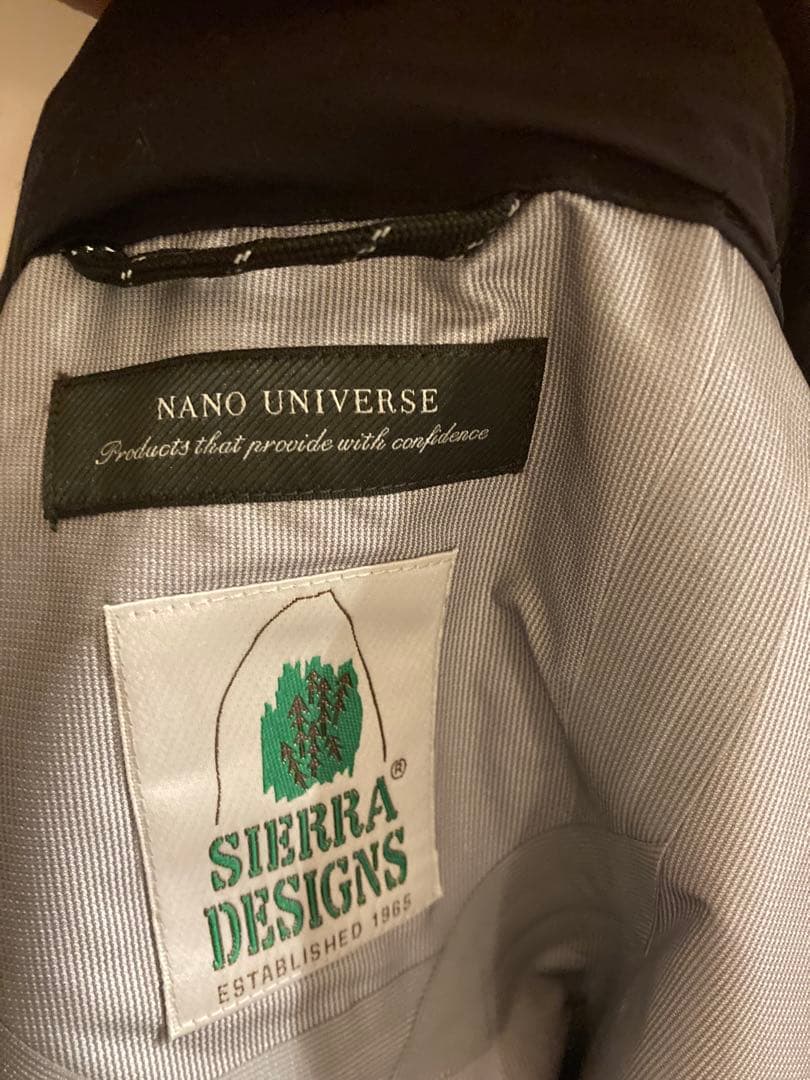 NANO UNIVERSE
Products that provide with confidence
SIERRA
DESIGNS
®
ESTABLISHED 1965